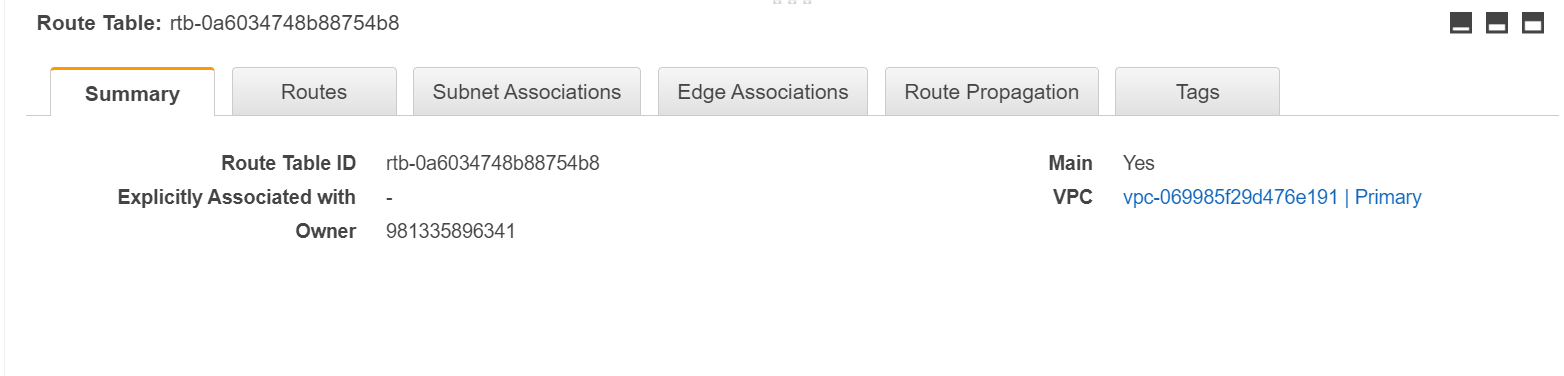 Route Table: rtb-0a6034748b88754b8
Summary Routes Subnet Associations Edge Associations Route Propagation Tags
Route Table ID rtb-0a6034748b88754b8 Main Yes
Explicitly Associated with - VPC vpc-069985f29d476e191 | Primary
Owner 981335896341